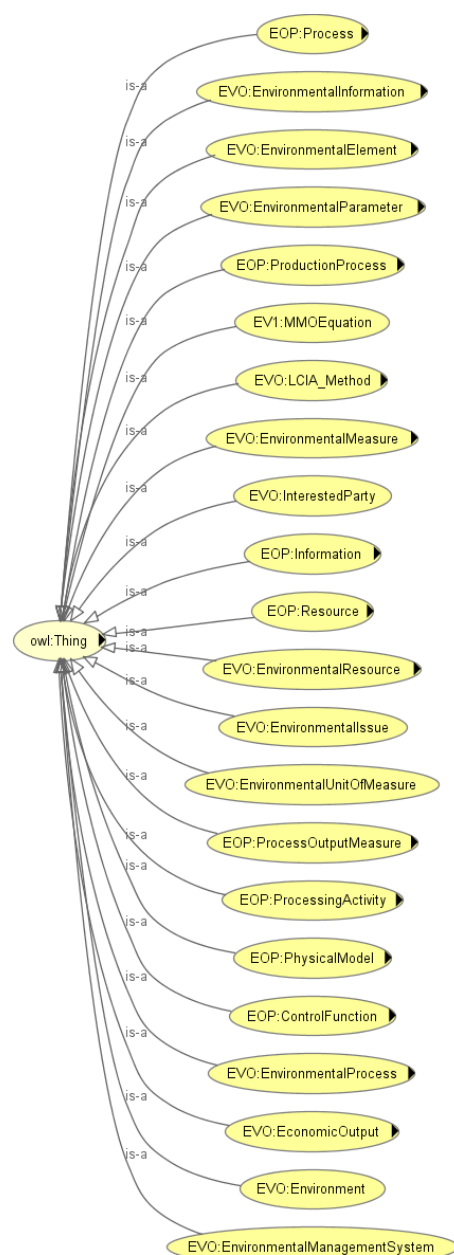 EOP:Process
is-a
EVO:EnvironmentalInformation
is-a
EVO:EnvironmentalElement
is-a
EVO:EnvironmentalParameter
is-a
EOP:ProductionProcess
is-a
EV1:MMOEquation
is-a
EVO:LCIA_Method
is-a
EVO:EnvironmentalMeasure
is-a
EVO:InterestedParty
is-a
EOP:Information
is-a
EOP:Resource
is-a
owl:Thing
is-a
EVO:EnvironmentalResource
is-a
EVO:EnvironmentalIssue
is-a
EVO:EnvironmentalUnitOfMeasure
is-a
EOP:ProcessOutputMeasure
is-a
EOP:ProcessingActivity
is-a
EOP:PhysicalModel
is-a
EOP:ControlFunction
is-a
EVO:EnvironmentalProcess
is-a
EVO:EconomicOutput
is-a
EVO:Environment
EVO:EnvironmentalManagementSystem